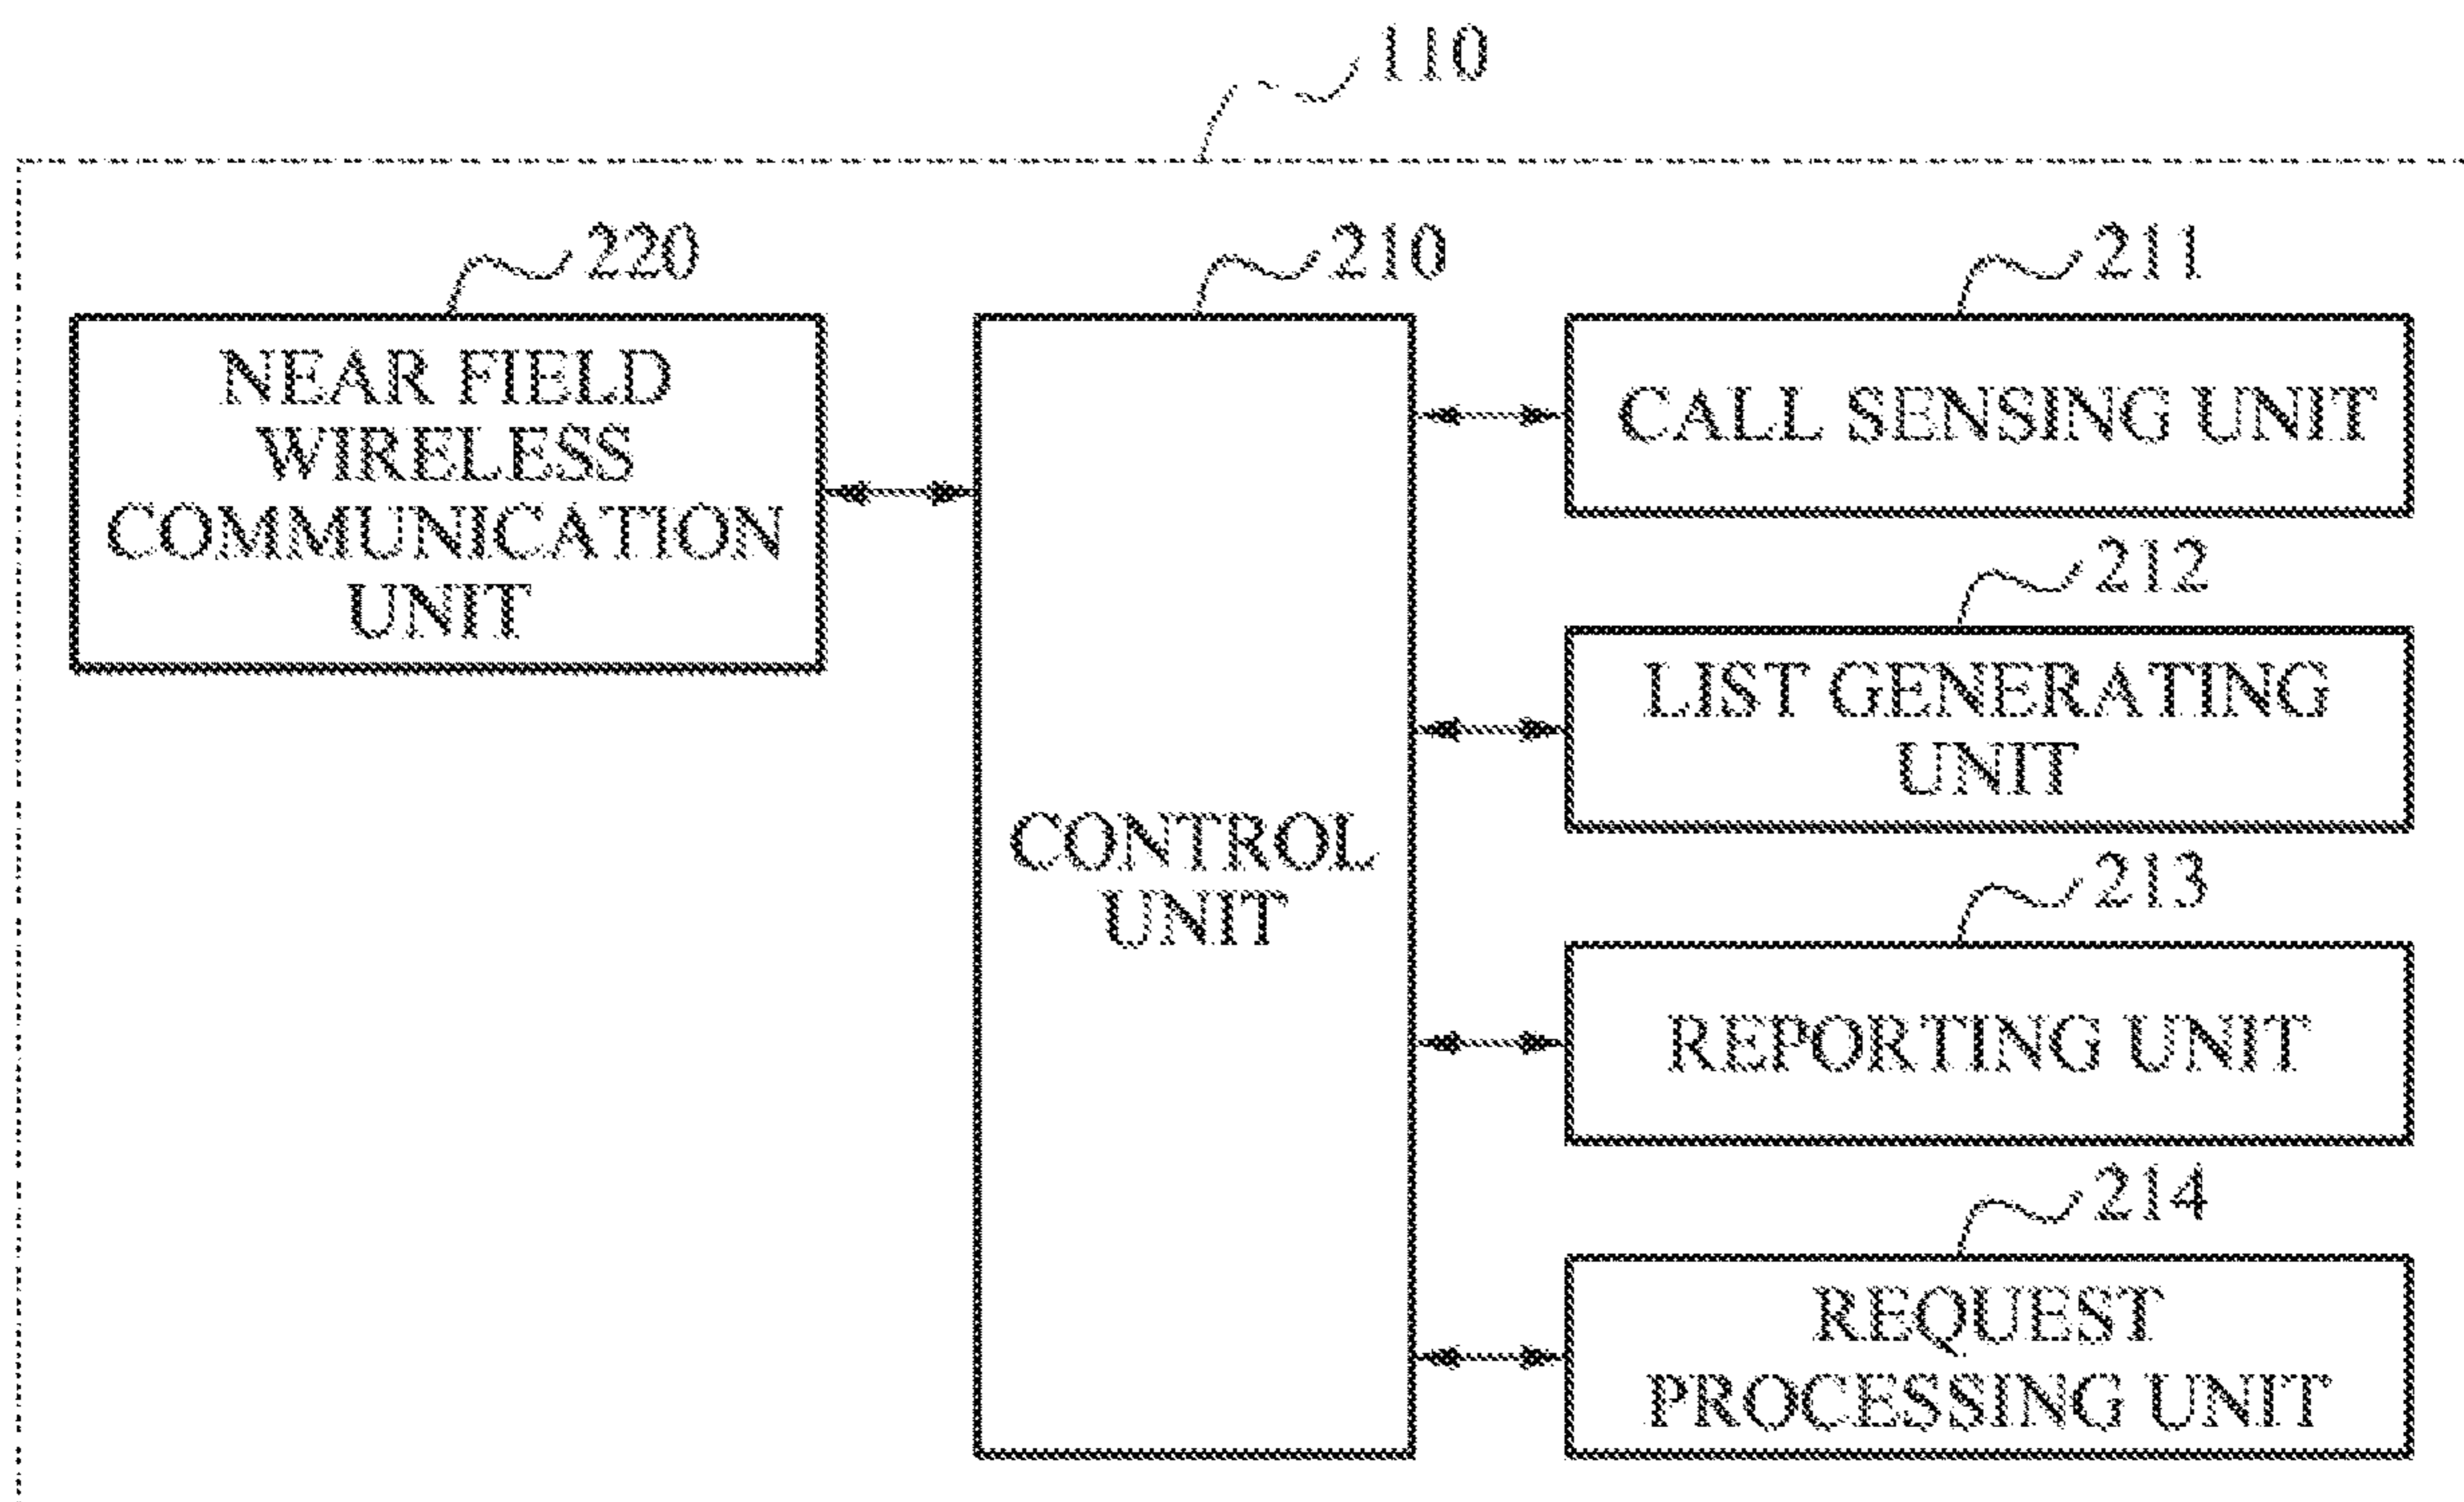 110
220
NEAR FIELD
WIRELESS
COMMUNICATION
UNIT
210
CONTROL
UNIT
211
CALL SENSING UNIT
212
LIST GENERATING
UNIT
213
REPORTING UNIT
214
REQUEST
PROCESSING UNIT